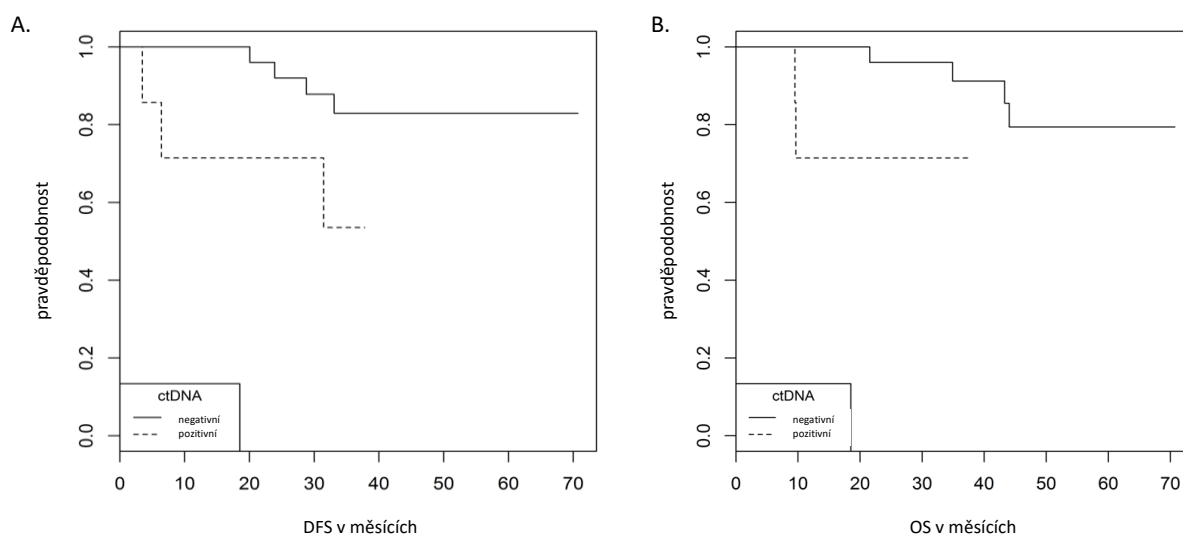 A.
pravděpodobnost
1.0
0.8
0.6
0.4
0.2
0.0
ctDNA
negativní
pozitivní
0 10 20 30 40 50 60 70
DFS v měsících
B.
pravděpodobnost
1.0
0.8
0.6
0.4
0.2
0.0
ctDNA
negativní
pozitivní
0 10 20 30 40 50 60 70
OS v měsících